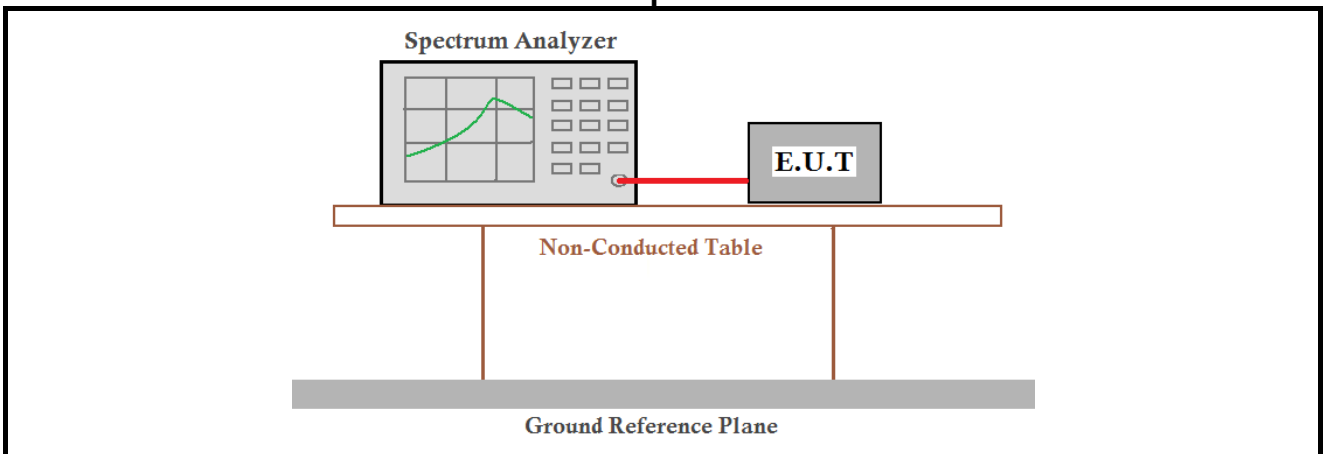 Spectrum Analyzer
E.U.T
Non-Conducted Table
Ground Reference Plane